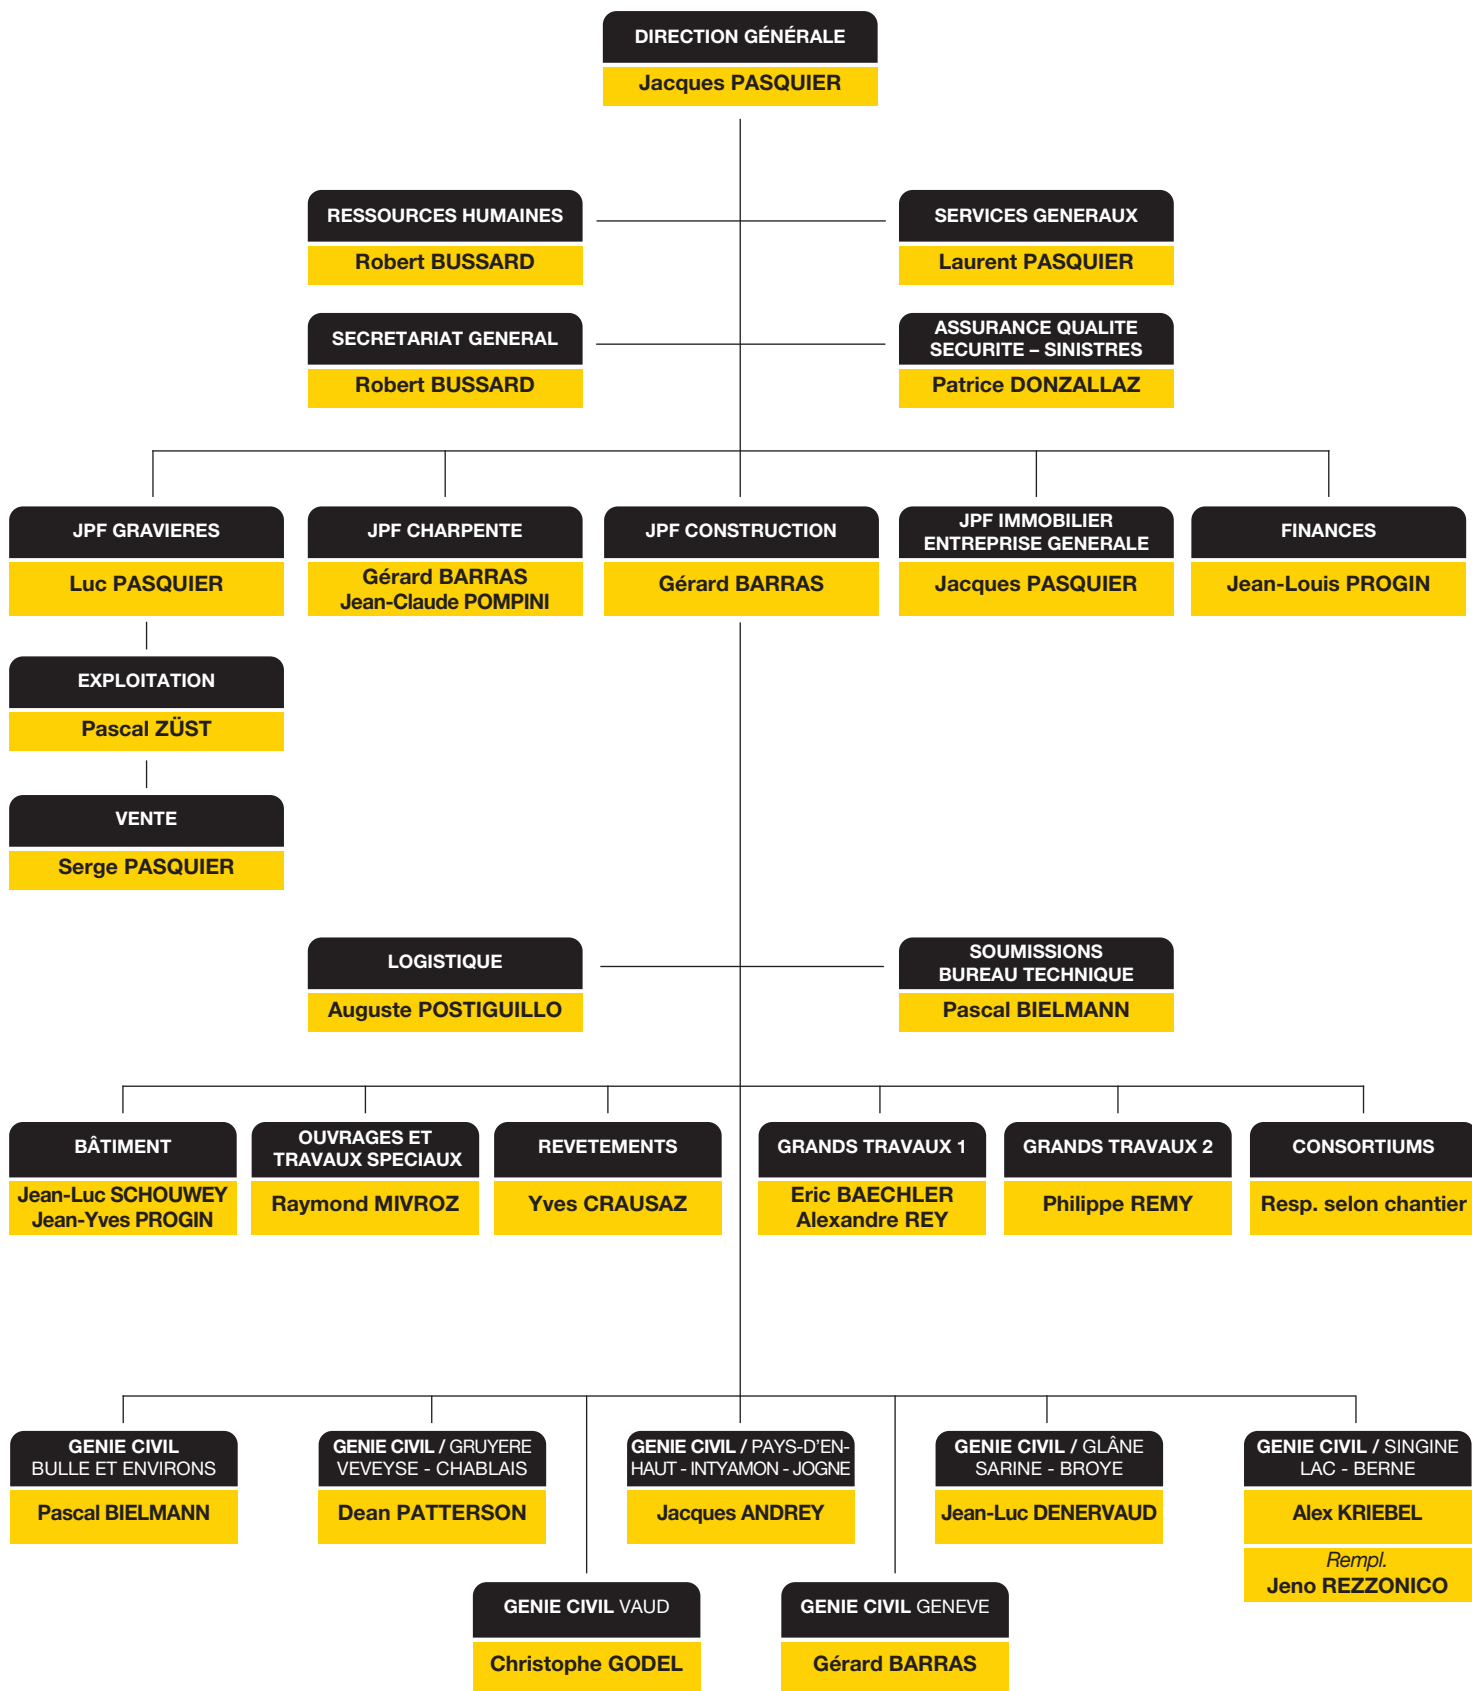 DIRECTION GÉNÉRALE
Jacques PASQUIER
RESSOURCES HUMAINES
Robert BUSSARD
SERVICES GENERAUX
Laurent PASQUIER
SECRETARIAT GENERAL
Robert BUSSARD
ASSURANCE QUALITE
SECURITE – SINISTRES
Patrice DONZALLAZ
JPF GRAVIERES
Luc PASQUIER
JPF CHARPENTE
Gérard BARRAS
Jean-Claude POMPINI
JPF CONSTRUCTION
Gérard BARRAS
JPF IMMOBILIER
ENTREPRISE GENERALE
Jacques PASQUIER
FINANCES
Jean-Louis PROGIN
EXPLOITATION
Pascal ZÜST
VENTE
Serge PASQUIER
LOGISTIQUE
Auguste POSTIGUILLO
SOUMISSIONS
BUREAU TECHNIQUE
Pascal BIELMANN
BÂTIMENT
Jean-Luc SCHOUWEY
Jean-Yves PROGIN
OUVRAGES ET
TRAVAUX SPECIAUX
Raymond MIVROZ
REVETEMENTS
Yves CRAUSAZ
GRANDS TRAVAUX 1
Eric BAECHLER
Alexandre REY
GRANDS TRAVAUX 2
Philippe REMY
CONSORTIUMS
Resp. selon chantier
GENIE CIVIL
BULLE ET ENVIRONS
Pascal BIELMANN
GENIE CIVIL / GRUYERE
VEVEYSE - CHABLAIS
Dean PATTERSON
GENIE CIVIL / PAYS-D'EN-
HAUT - INTYAMON - JOGNE
Jacques ANDREY
GENIE CIVIL / GLÂNE
SARINE - BROYE
Jean-Luc DENERVAUD
GENIE CIVIL / SINGINE
LAC - BERNE
Alex KRIEBEL
Rempl.
Jeno REZZONICO
GENIE CIVIL VAUD
Christophe GODEL
GENIE CIVIL GENEVE
Gérard BARRAS